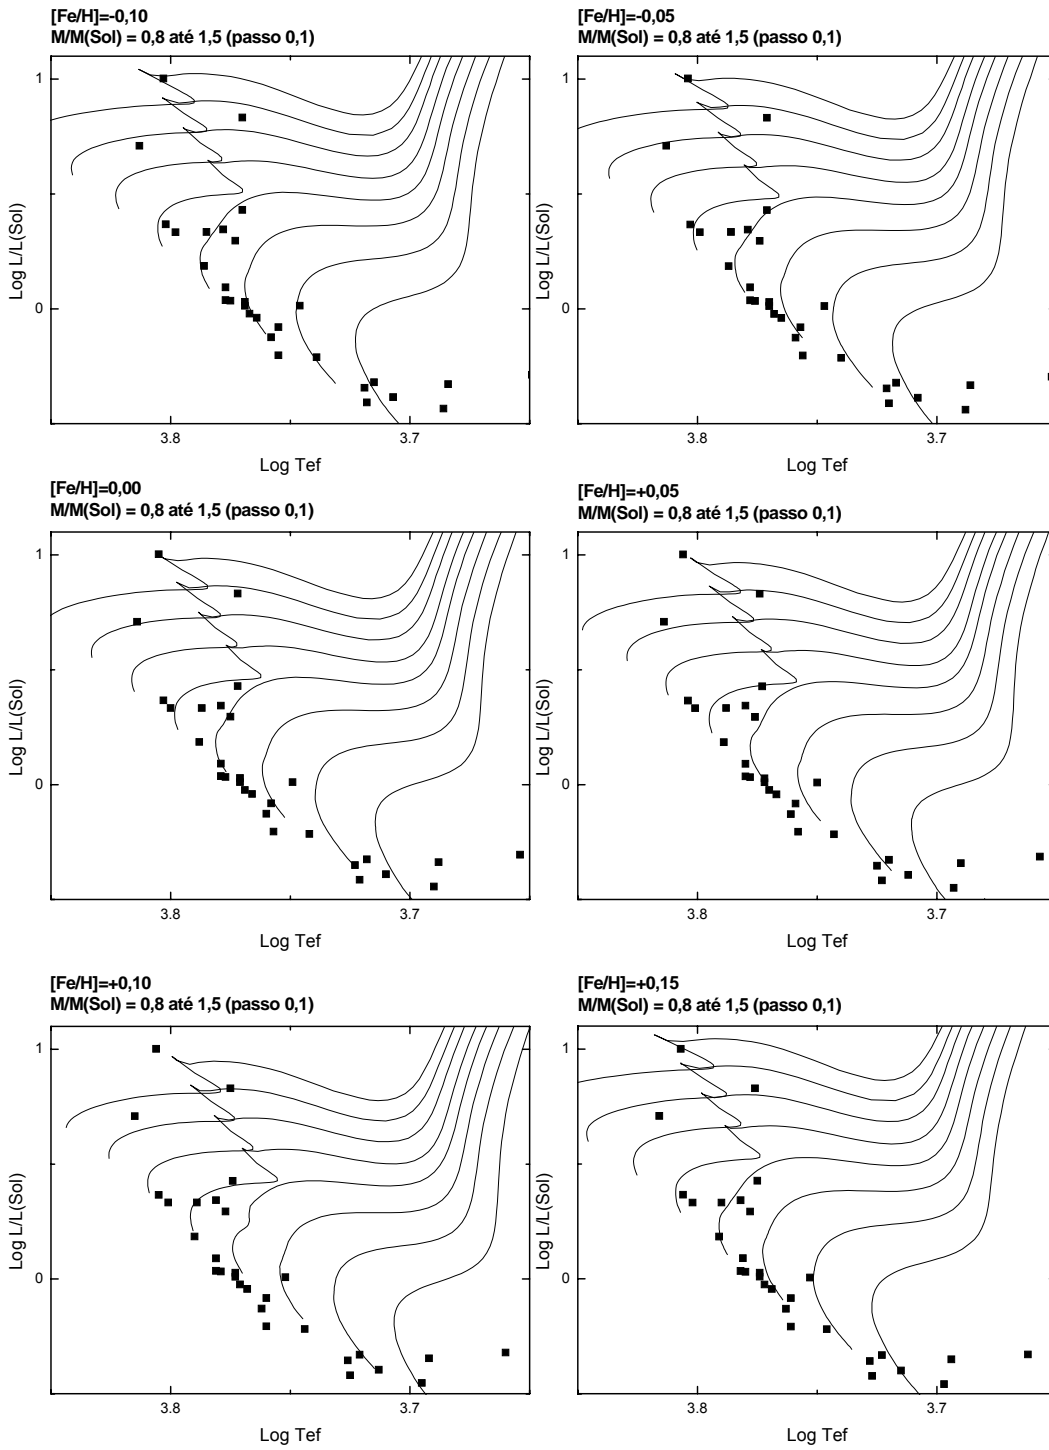 [Fe/H]=-0,10
M/M(Sol) = 0,8 até 1,5 (passo 0,1)
1
0
Log L/L(Sol)
3.8
3.7
Log Tef
[Fe/H]=-0,05
M/M(Sol) = 0,8 até 1,5 (passo 0,1)
1
0
Log L/L(Sol)
3.8
3.7
Log Tef
[Fe/H]=0,00
M/M(Sol) = 0,8 até 1,5 (passo 0,1)
1
0
Log L/L(Sol)
3.8
3.7
Log Tef
[Fe/H]=+0,05
M/M(Sol) = 0,8 até 1,5 (passo 0,1)
1
0
Log L/L(Sol)
3.8
3.7
Log Tef
[Fe/H]=+0,10
M/M(Sol) = 0,8 até 1,5 (passo 0,1)
1
0
Log L/L(Sol)
3.8
3.7
Log Tef
[Fe/H]=+0,15
M/M(Sol) = 0,8 até 1,5 (passo 0,1)
1
0
Log L/L(Sol)
3.8
3.7
Log Tef